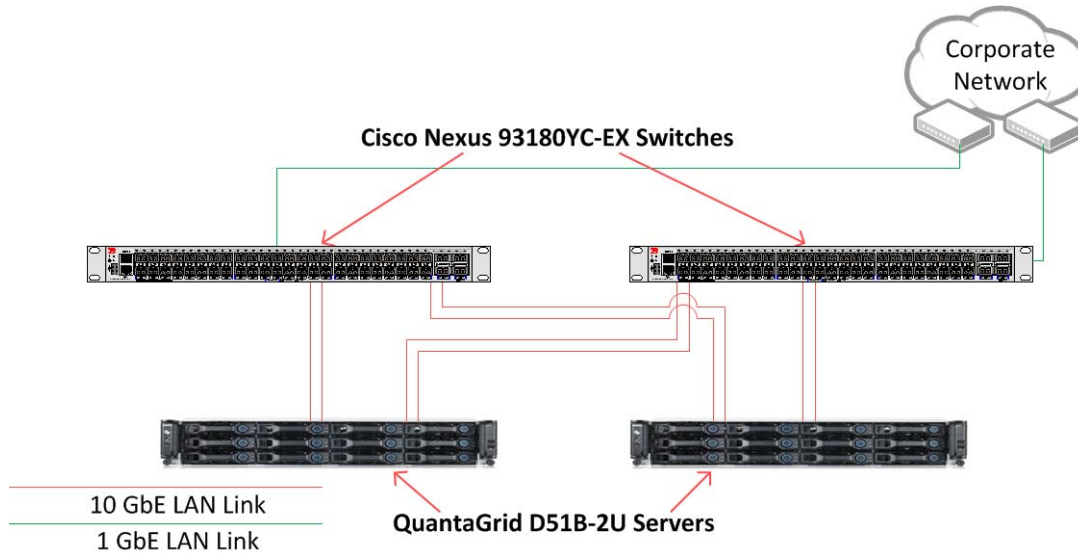 Corporate
Network
Cisco Nexus 93180YC-EX Switches
10 GbE LAN Link
QuantaGrid D51B-2U Servers
1 GbE LAN Link